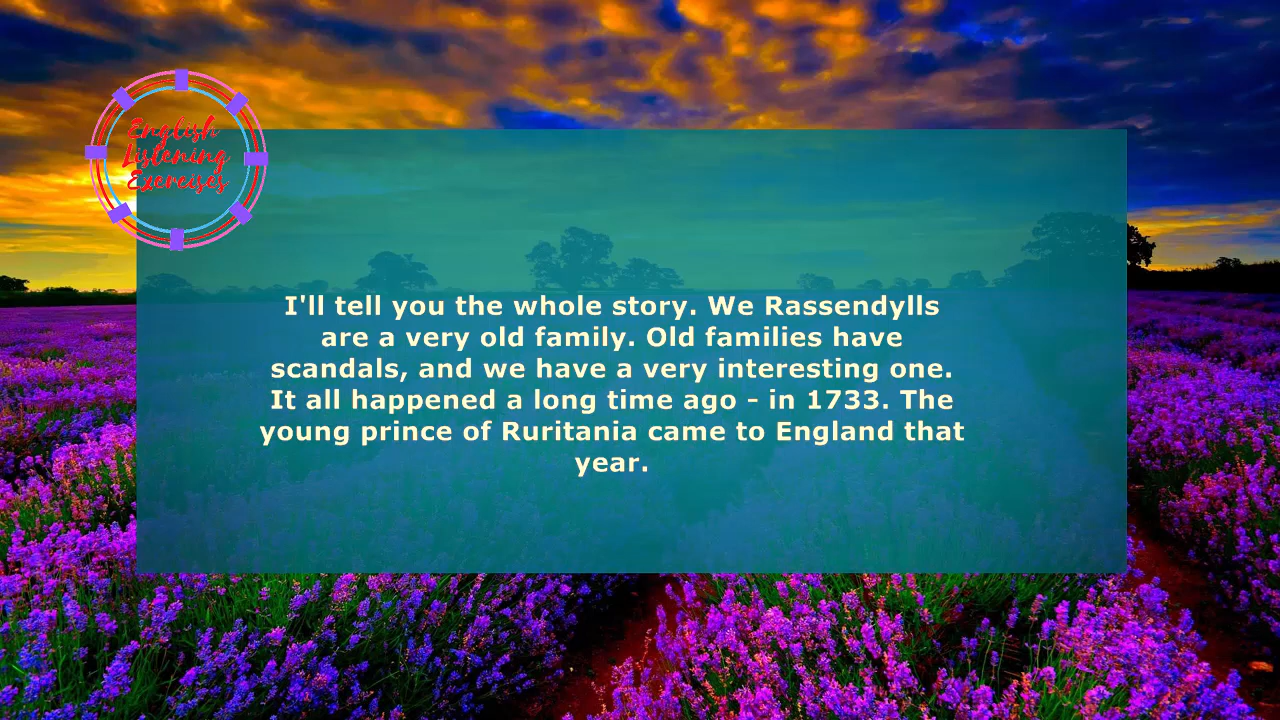 English
Listening
Exercises
I'll tell you the whole story. We Rassendylls
are a very old family. Old families have
scandals, and we have a very interesting one.
It all happened a long time ago - in 1733. The
young prince of Ruritania came to England that
year.